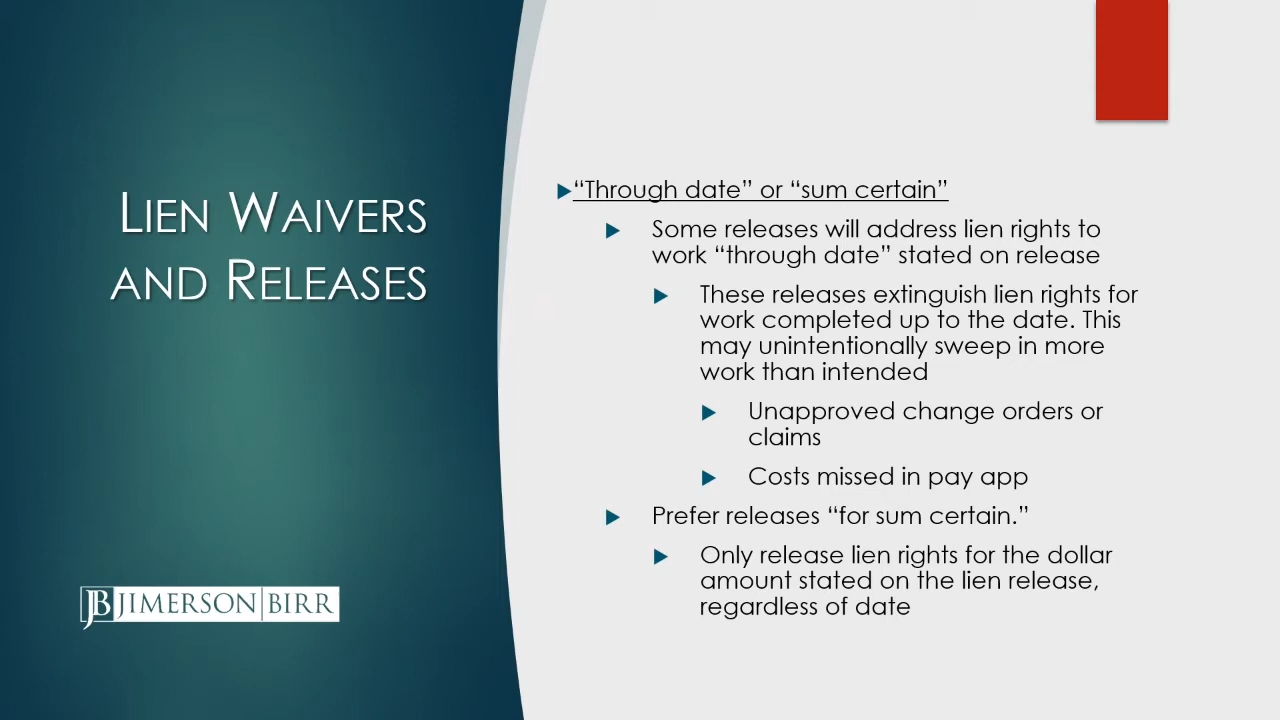 Lien Waivers
and Releases
“Through date” or “sum certain”
Some releases will address lien rights to
work “through date” stated on release
These releases extinguish lien rights for
work completed up to the date. This
may unintentionally sweep in more
work than intended
Unapproved change orders or
claims
Costs missed in pay app
Prefer releases “for sum certain.”
Only release lien rights for the dollar
amount stated on the lien release,
regardless of date
JB JIMERSON BIRR